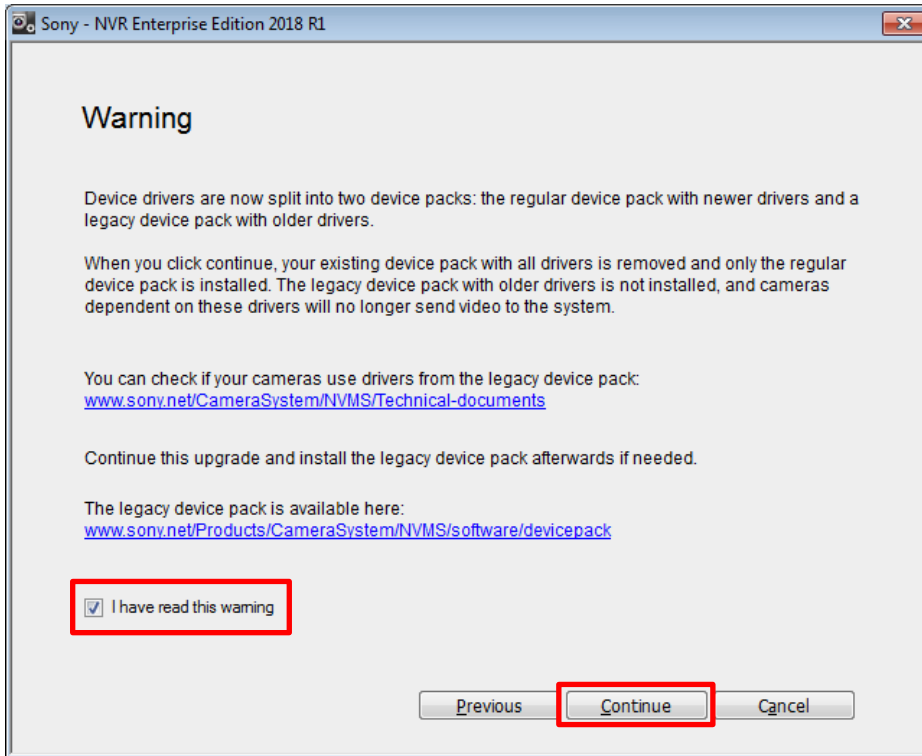 Sony - NVR Enterprise Edition 2018 R1
Warning
Device drivers are now split into two device packs: the regular device pack with newer drivers and a
legacy device pack with older drivers.
When you click continue, your existing device pack with all drivers is removed and only the regular
device pack is installed. The legacy device pack with older drivers is not installed, and cameras
dependent on these drivers will no longer send video to the system.
You can check if your cameras use drivers from the legacy device pack:
www.sony.net/CameraSystem/NVMS/Technical-documents
Continue this upgrade and install the legacy device pack afterwards if needed.
The legacy device pack is available here:
www.sony.net/Products/CameraSystem/NVMS/software/devicepack
I have read this warning
Previous Continue Cancel